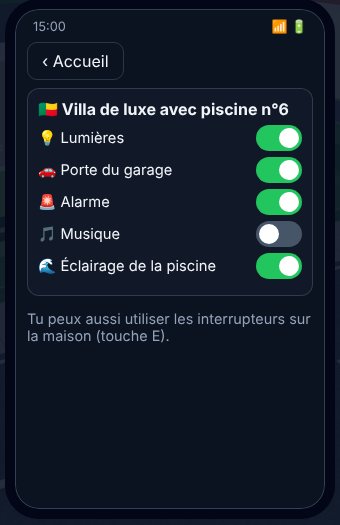 15:00
‹ Accueil
Villa de luxe avec piscine n°6
Lumières
Porte du garage
Alarme
Musique
Éclairage de la piscine
Tu peux aussi utiliser les interrupteurs sur
la maison (touche E).